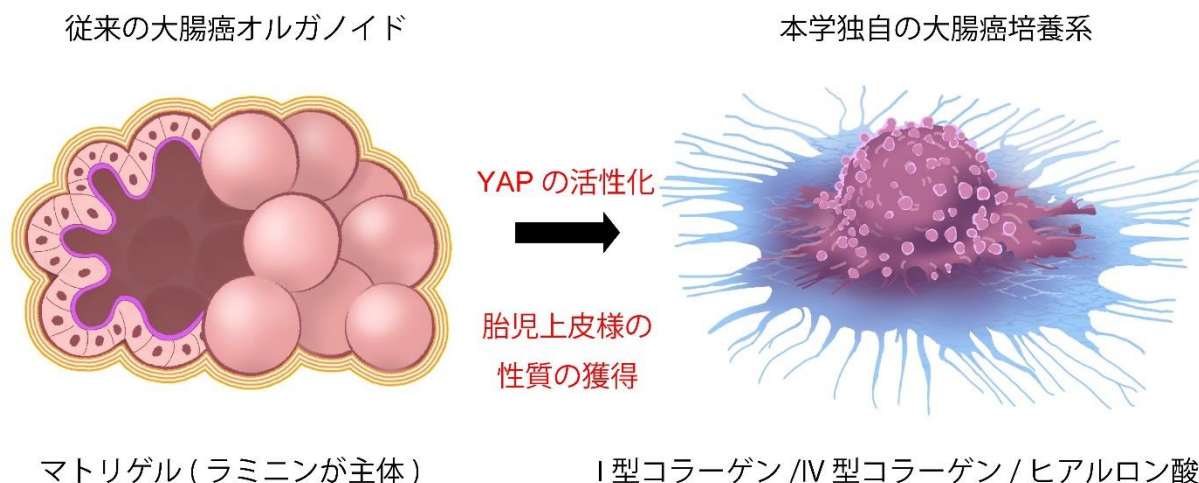 従来の大腸癌オルガノイド
本学独自の大腸癌培養系
YAP の活性化
胎児上皮様の
性質の獲得
マトリゲル ( ラミニンが主体 )
I 型コラーゲン /IV 型コラーゲン / ヒアルロン酸